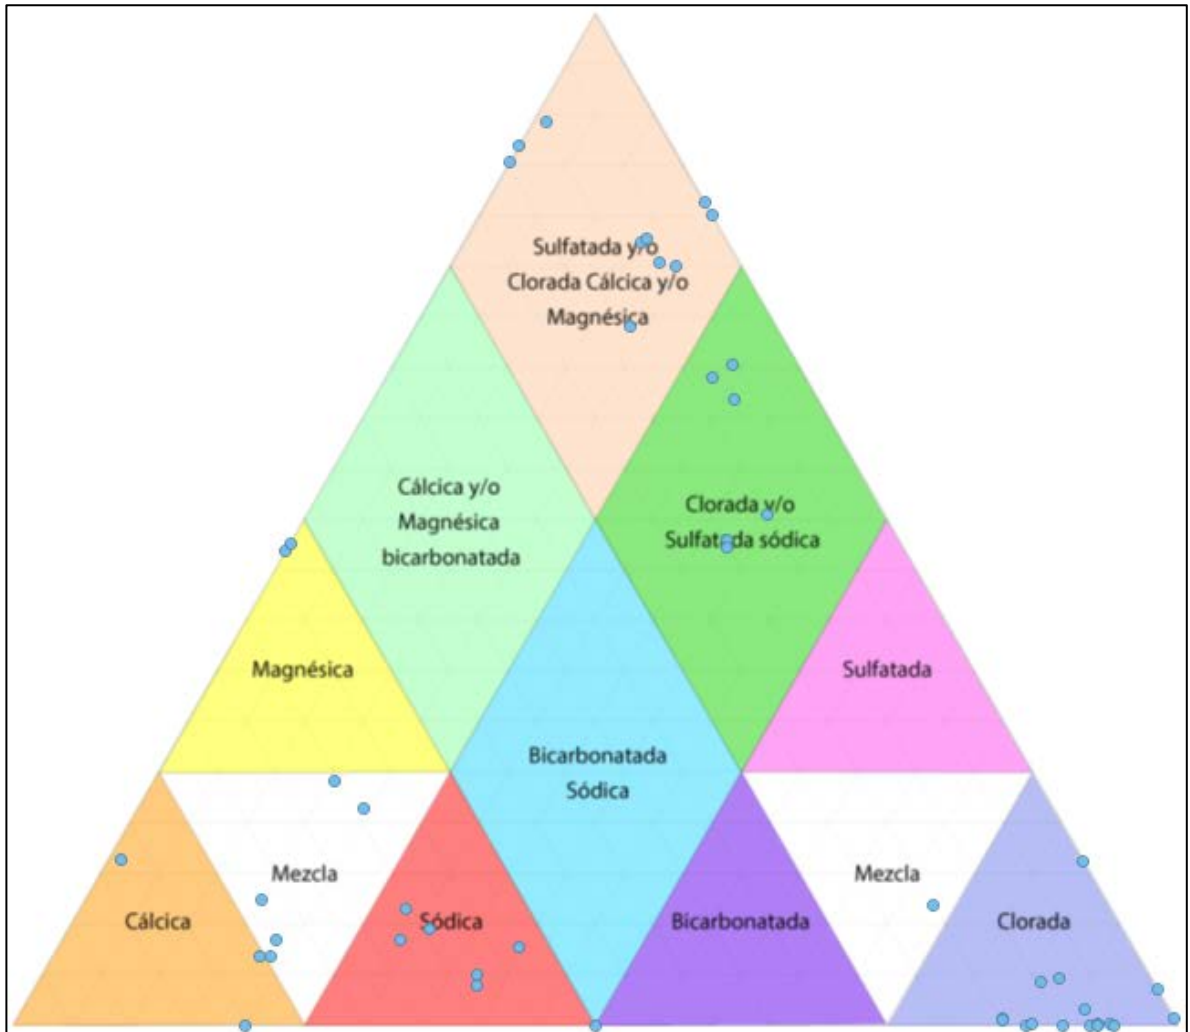 Sulfatada y/o
Clorada Cálcica y/o
Magnésica
Cálcica y/o
Magnésica
bicarbonatada
Clorada y/o
Sulfatada sódica
Magnésica
Sulfatada
Bicarbonatada
Sódica
Mezcla
Mezcla
Cálcica
Sódica
Bicarbonatada
Clorada